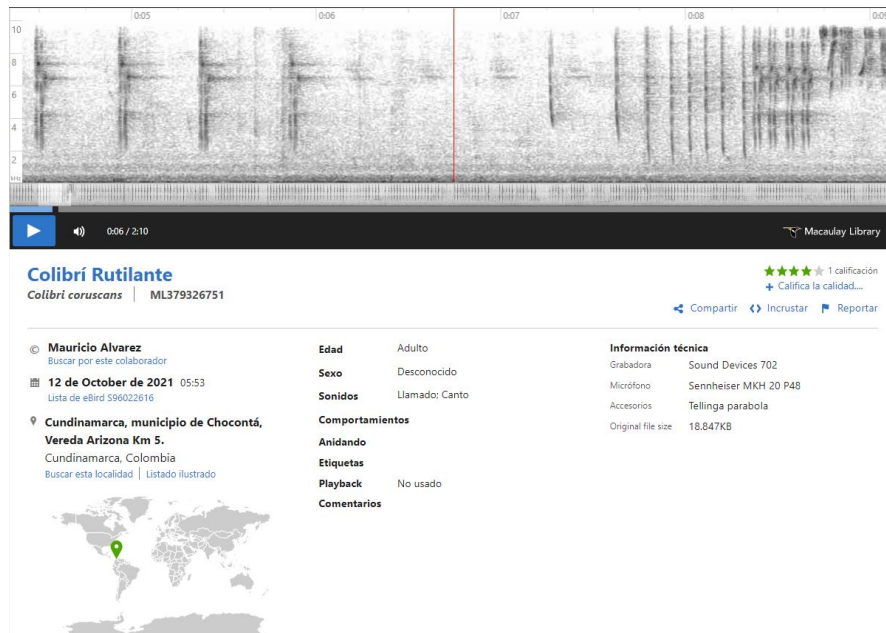 0:05 0:06 0:07 0:08 0:09
10
8
6
4
2
kHz
0:06 / 2:10
Macaulay Library
Colibrí Rutilante
Colibri coruscans | ML379326751
1 calificación
+ Califica la calidad....
Compartir Incrustar Reportar
© Mauricio Alvarez
Buscar por este colaborador
12 de October de 2021 05:53
Lista de eBird S96022616
Cundinamarca, municipio de Chocontá,
Vereda Arizona Km 5.
Cundinamarca, Colombia
Buscar esta localidad | Listado ilustrado
Edad Adulto
Sexo Desconocido
Sonidos Llamado; Canto
Comportamientos
Anidando
Etiquetas
Playback No usado
Comentarios
Información técnica
Grabadora Sound Devices 702
Micrófono Sennheiser MKH 20 P48
Accesorios Tellinga parabola
Original file size 18.847KB